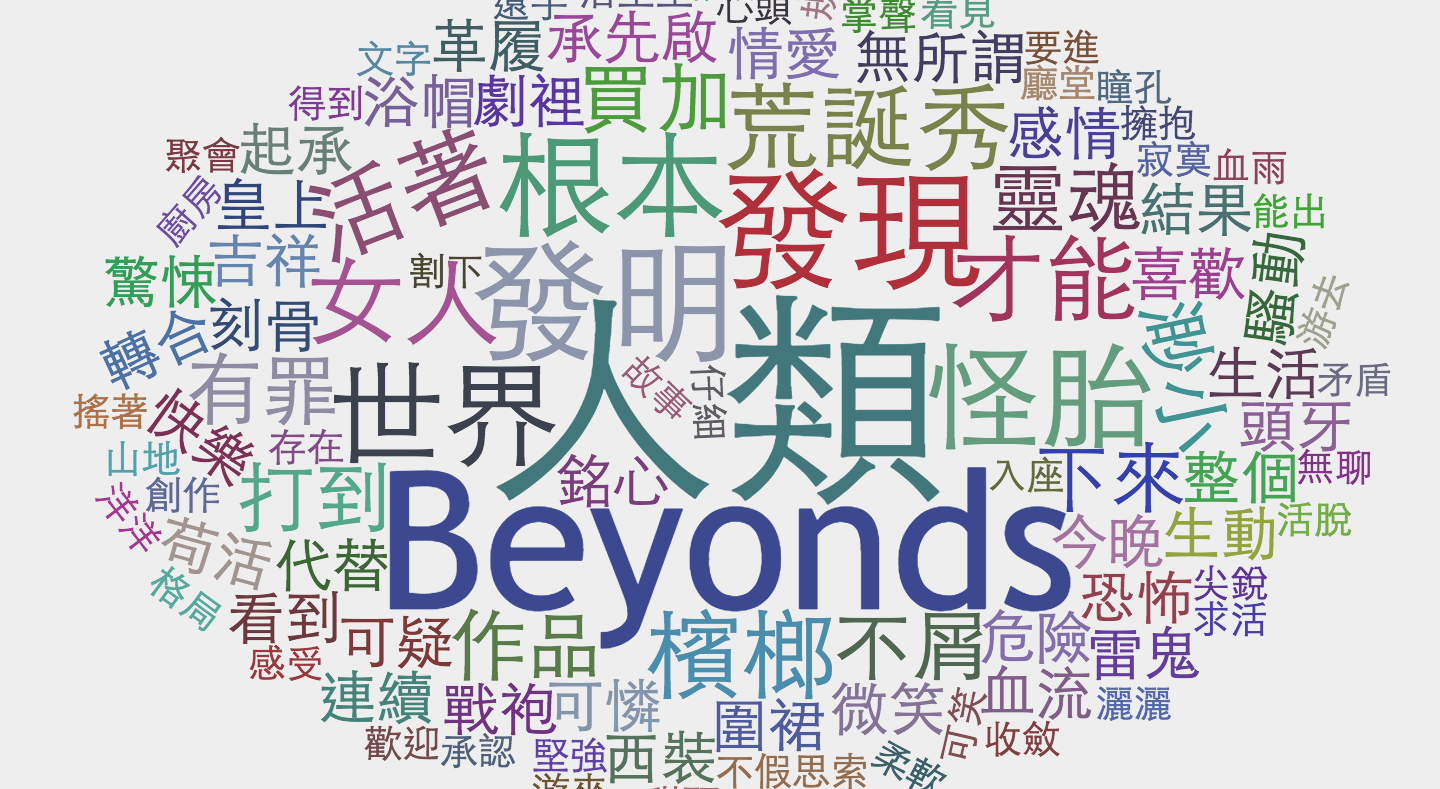 心頭
掌聲
看見
文字
革履
承先啟
情愛
無所謂
要進
得到
浴帽
劇裡
買加
荒誕秀
廳堂
瞳孔
聚會
起承
活著
根本
發現
感情
擁抱
寂寞
血雨
廚房
皇上
靈魂
結果
能出
驚悚
吉祥
女人
割下
發明
才能
喜歡
騷動
游去
轉合
刻骨
有罪
世界
人類
故事
仔細
怪胎
渺小
生活
矛盾
搖著
快樂
存在
頭牙
山地
創作
打到
銘心
入座
下來
整個
無聊
洋洋
苟活
代替
Beyonds
今晚
生動
活脫
格局
看到
可疑
作品
檳榔
不屑
危險
恐怖
尖銳
求活
感受
雷鬼
連續
戰袍
可憐
圍裙
微笑
可笑
血流
灑灑
歡迎
承認
堅強
西裝
不假思索
柔軟
收斂